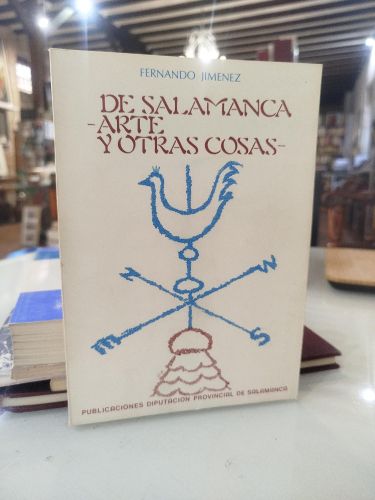 FERNANDO JIMENEZ
DE SALAMANCA
-ARTE
Y OTRAS COSAS-
N
N
E
S
PUBLICACIONES DIPUTACION PROVINCIAL DE SALAMANCA